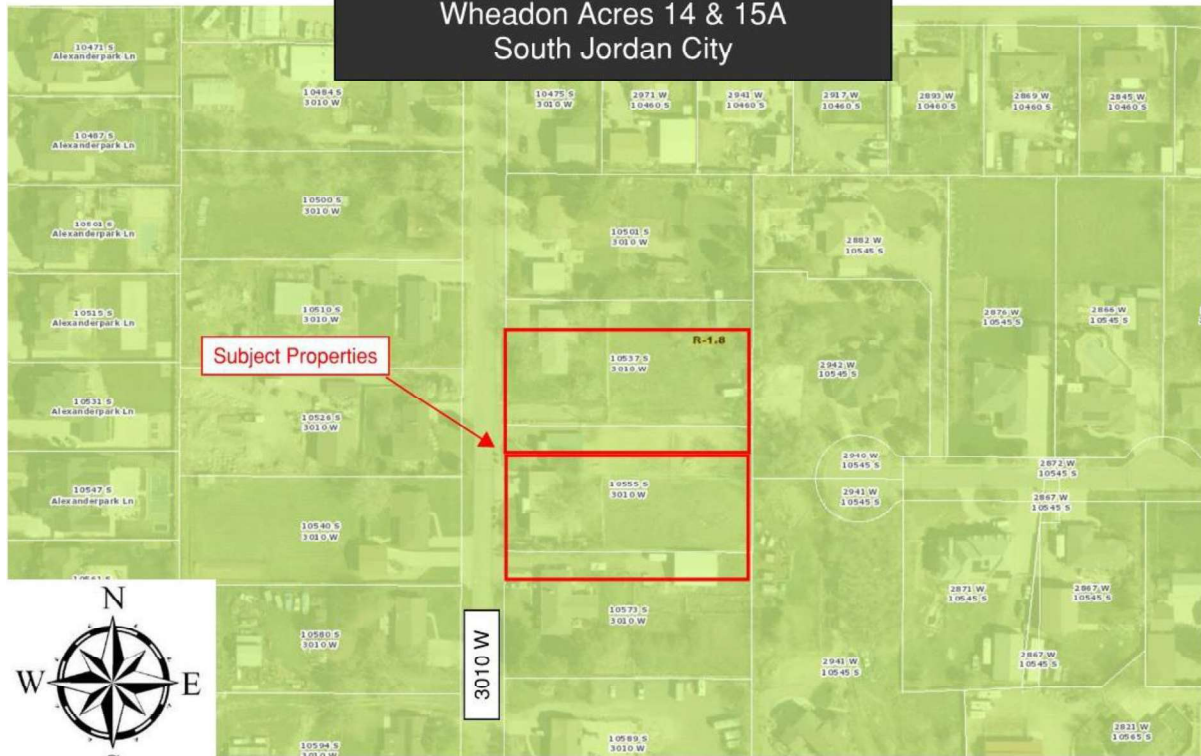 Wheadon Acres 14 & 15A
South Jordan City
10471 S
Alexanderpark Ln
10484 S
3010 W
10475 S
3010 W
2971 W
10460 S
2941 W
10460 S
2917 W
10460 S
2893 W
10460 S
2869 W
10460 S
2845 W
10460 S
10487 S
Alexanderpark Ln
10500 S
3010 W
10501 S
3010 W
10501 S
Alexanderpark Ln
2882 W
10545 S
10515 S
Alexanderpark Ln
10510 S
3010 W
2876 W
10545 S
2866 W
10545 S
Subject Properties
R-1.8
10537 S
3010 W
2942 W
10545 S
10531 S
Alexanderpark Ln
10526 S
3010 W
2940 W
10545 S
2872 W
10545 S
10547 S
Alexanderpark Ln
10555 S
3010 W
2941 W
10545 S
2867 W
10545 S
10540 S
3010 W
10561 S
N
W
E
10580 S
3010 W
3010 W
10573 S
3010 W
2871 W
10545 S
2867 W
10545 S
2941 W
10545 S
2867 W
10545 S
10594 S
3010 W
10589 S
3010 W
2821 W
10565 S